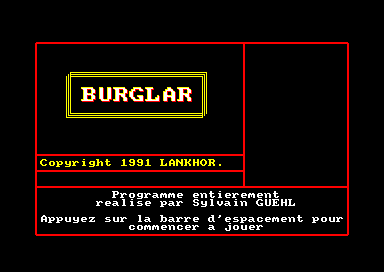 BURGLAR
Copyright 1991 LANKHOR.
Programme entierement
realise par Sylvain GUEHL
Appuyez sur la barre d'espacement pour
commencer a jouer